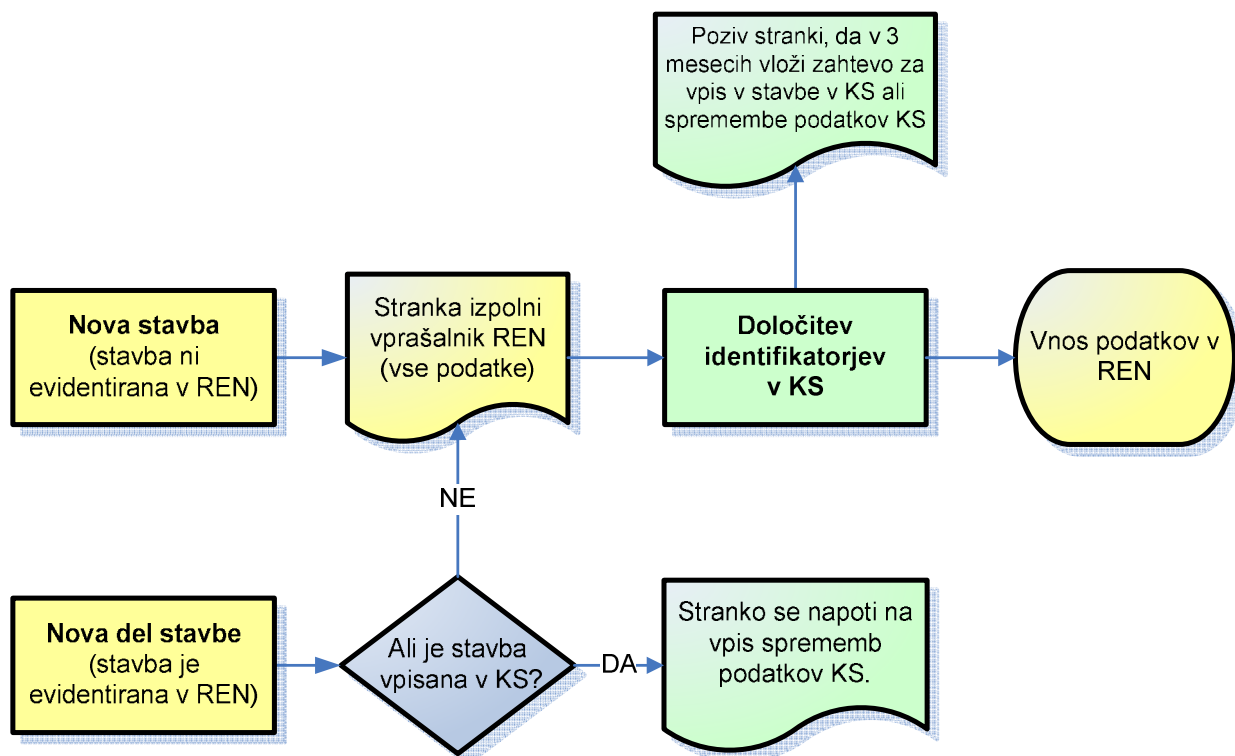 Poziv stranki, da v 3
mesecih vloži zahtevo za
vpis v stavbe v KS ali
spremembe podatkov KS
Nova stavba
(stavba ni
evidentirana v REN)
Stranka izpolni
vprašalnik REN
(vse podatke)
Določitev
identifikatorjev
v KS
Vnos podatkov v
REN
NE
Nova del stavbe
(stavba je
evidentirana v REN)
Ali je stavba
vpisana v KS?
DA
Stranko se napoti na
vpis sprememb
podatkov KS.